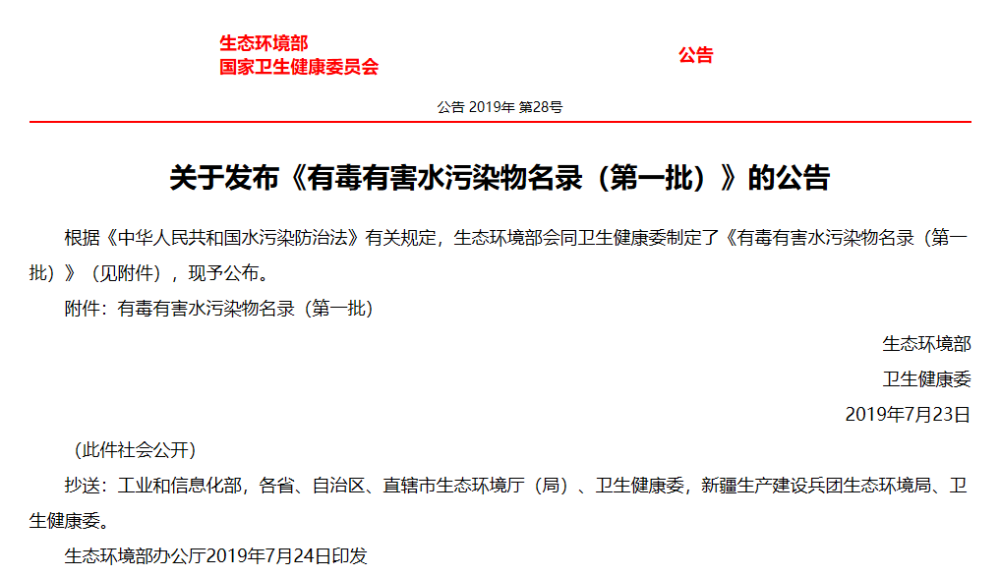 生态环境部
国家卫生健康委员会
公告
公告 2019年 第28号
关于发布《有毒有害水污染物名录（第一批）》的公告
根据《中华人民共和国水污染防治法》有关规定，生态环境部会同卫生健康委制定了《有毒有害水污染物名录（第一
批）》（见附件），现予公布。
附件：有毒有害水污染物名录（第一批）
生态环境部
卫生健康委
2019年7月23日
（此件社会公开）
抄送：工业和信息化部，各省、自治区、直辖市生态环境厅（局）、卫生健康委，新疆生产建设兵团生态环境局、卫
生健康委。
生态环境部办公厅2019年7月24日印发